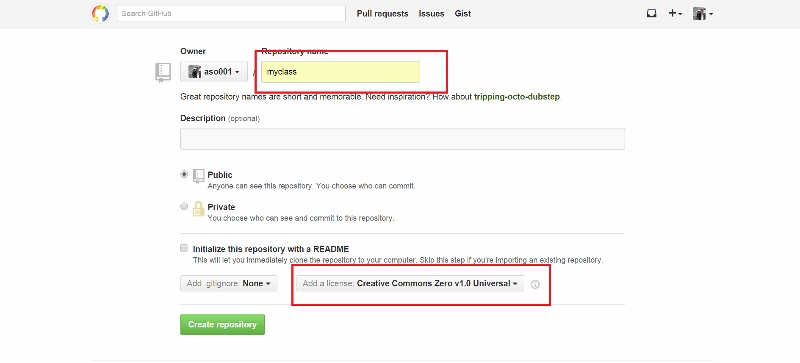 Search GitHub
Pull requests Issues Gist
Owner Repository name
aso001 / myclass
Great repository names are short and memorable. Need inspiration? How about tripping-octo-dubstep.
Description (optional)
Public
Anyone can see this repository. You choose who can commit.
Private
You choose who can see and commit to this repository.
Initialize this repository with a README
This will let you immediately clone the repository to your computer. Skip this step if you're importing an existing repository.
Add .gitignore: None Add a license: Creative Commons Zero v1.0 Universal
Create repository